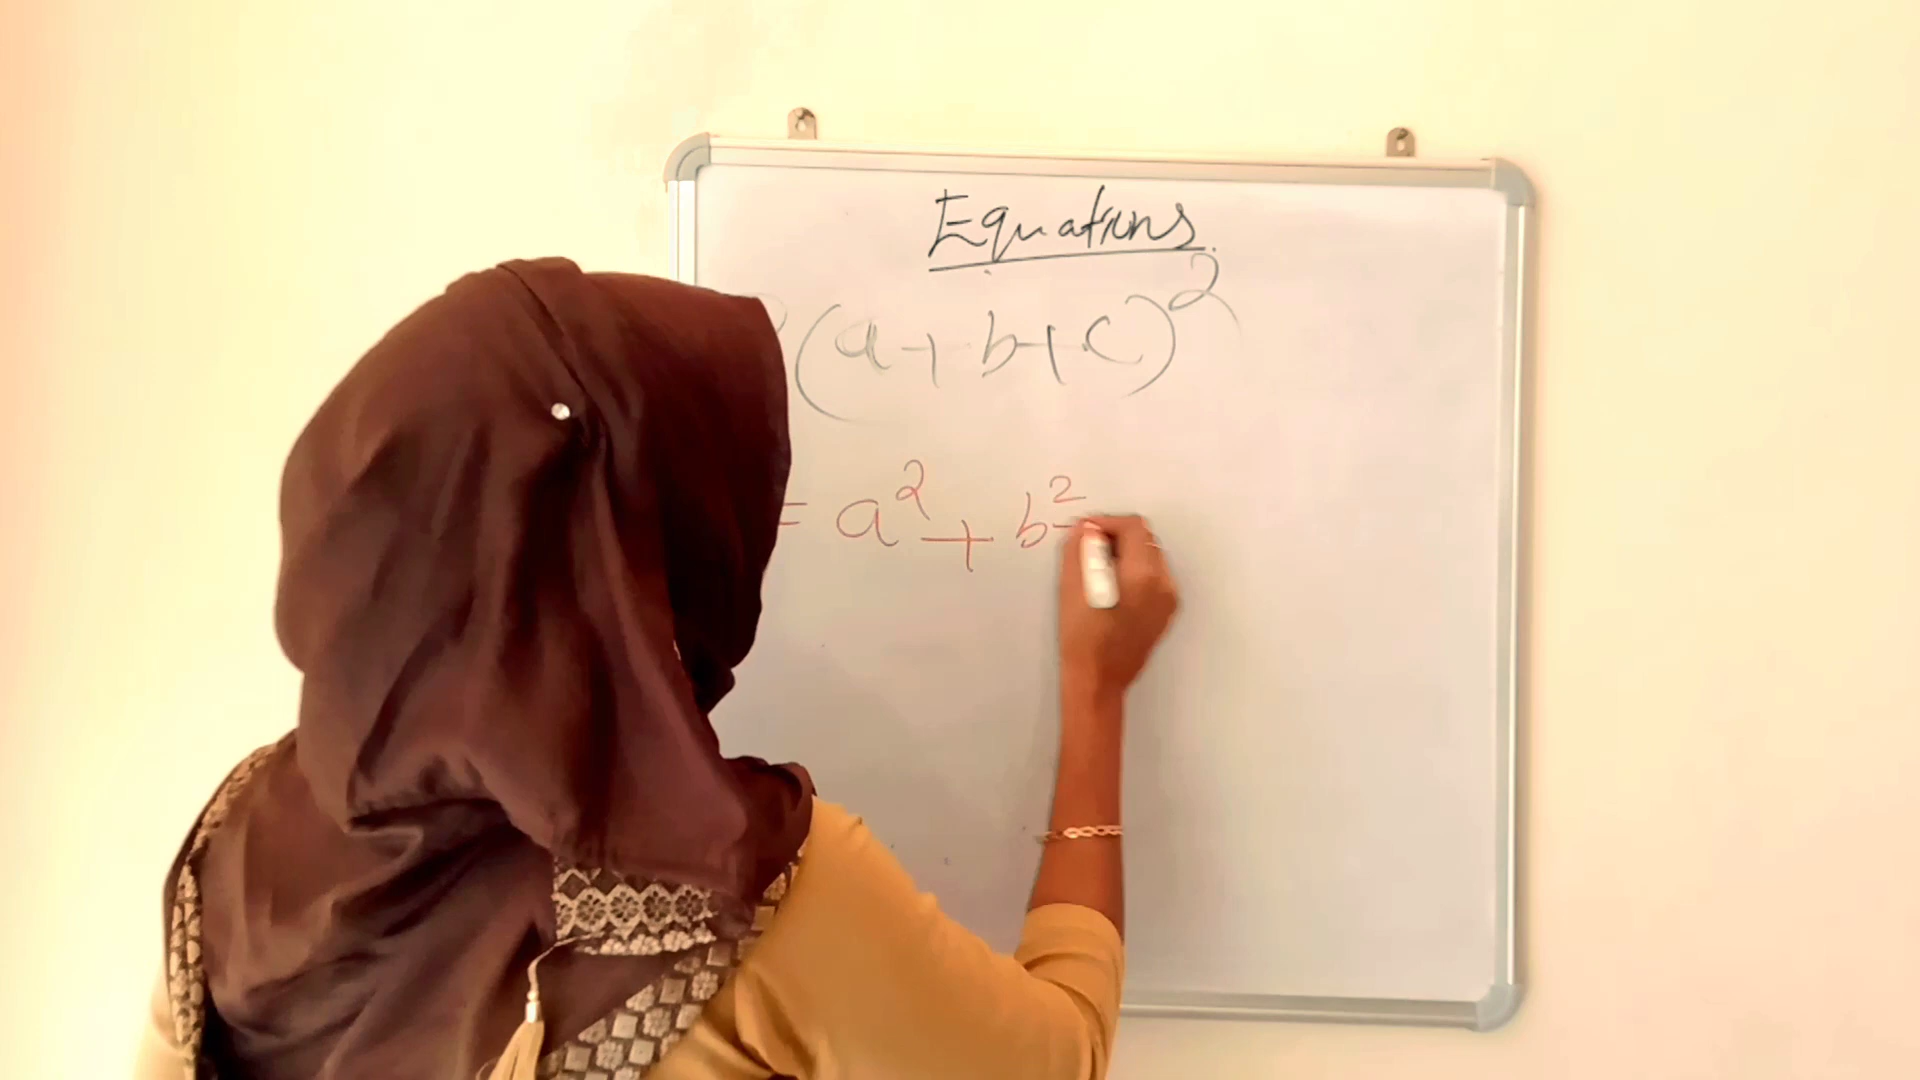 Equations
(a+b+c)²
= a² + b²